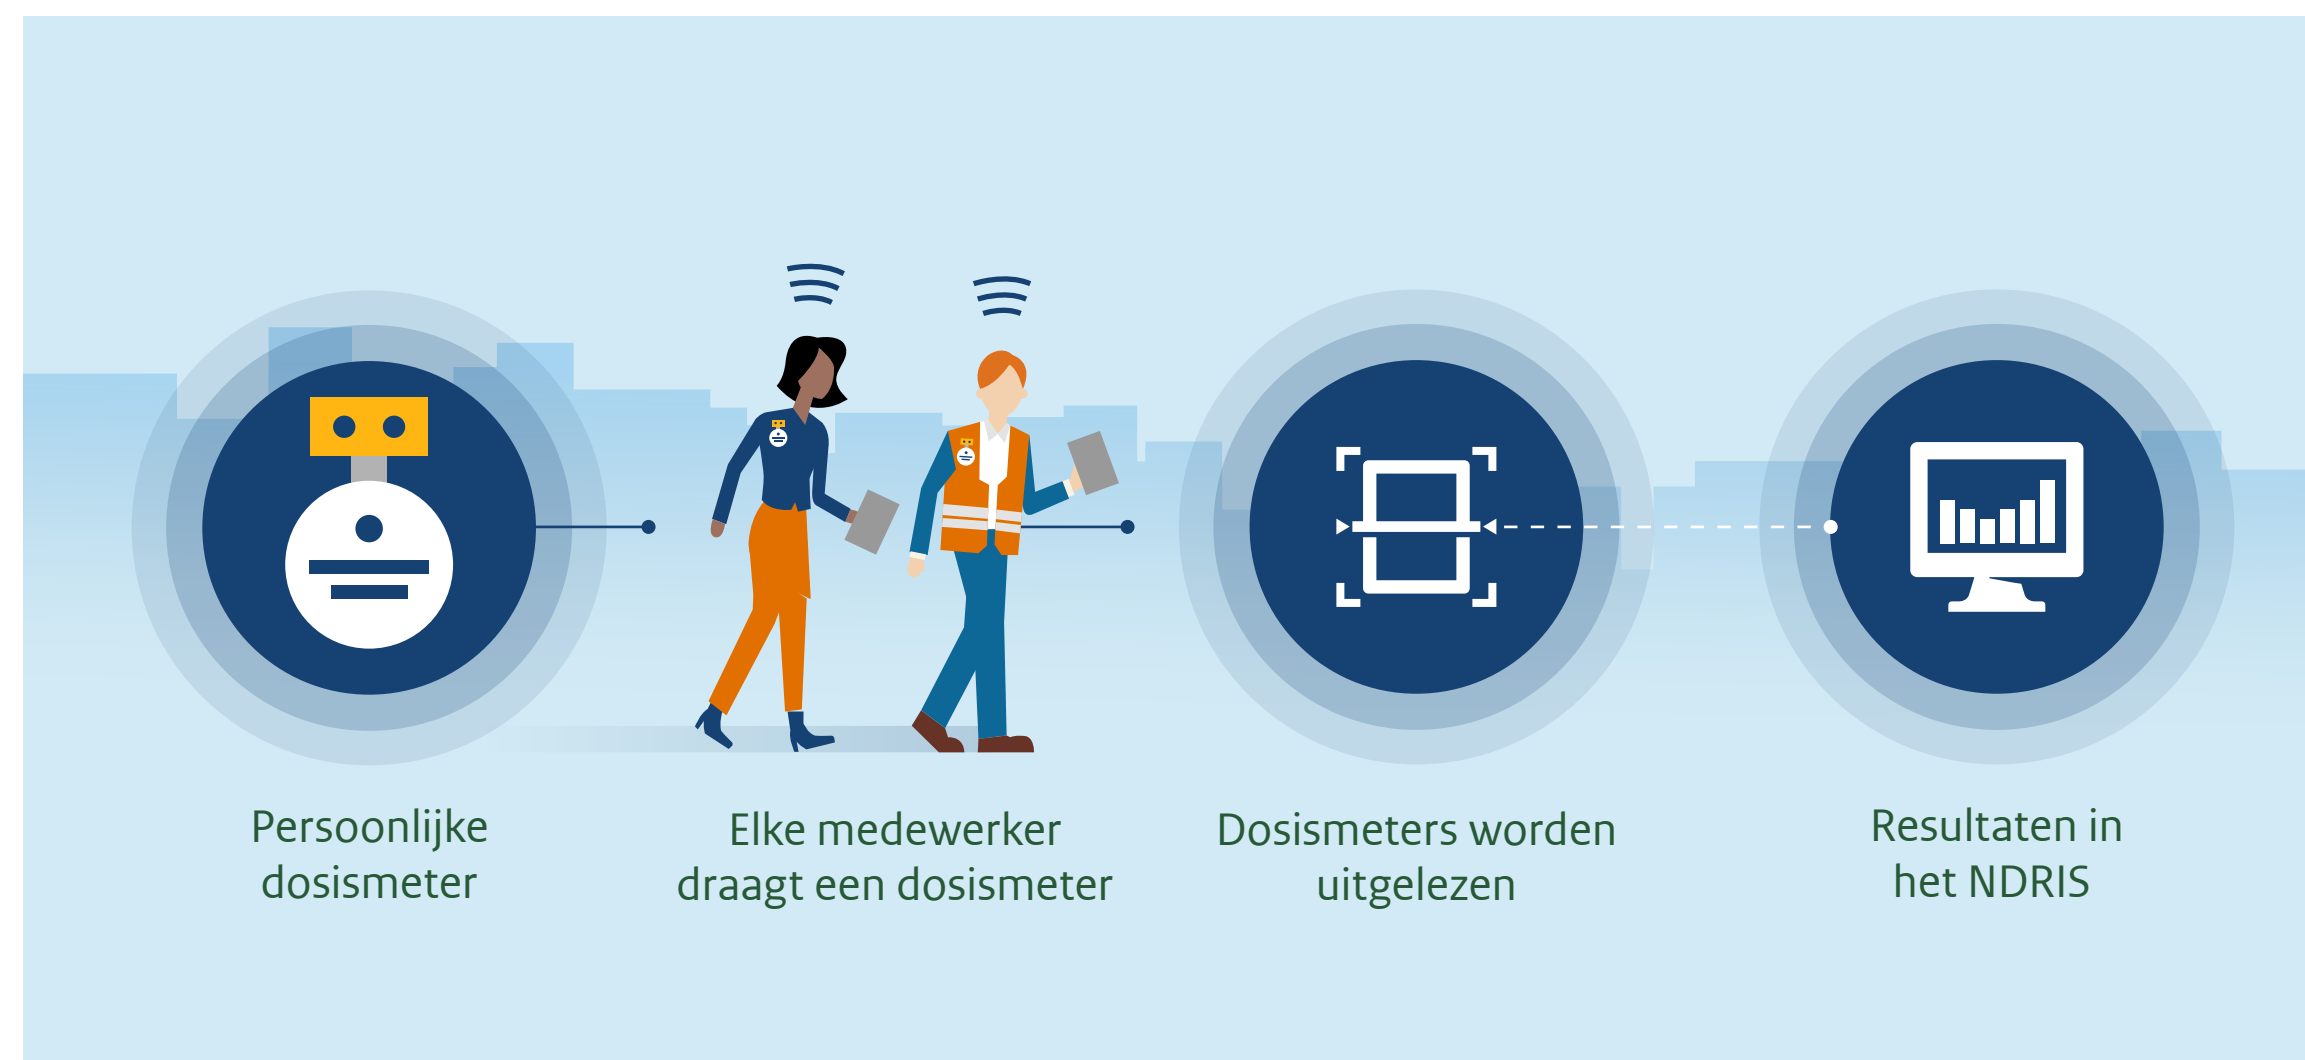 Persoonlijke
dosismeter
Elke medewerker
draagt een dosismeter
Dosismeters worden
uitgelezen
Resultaten in
het NDRIS